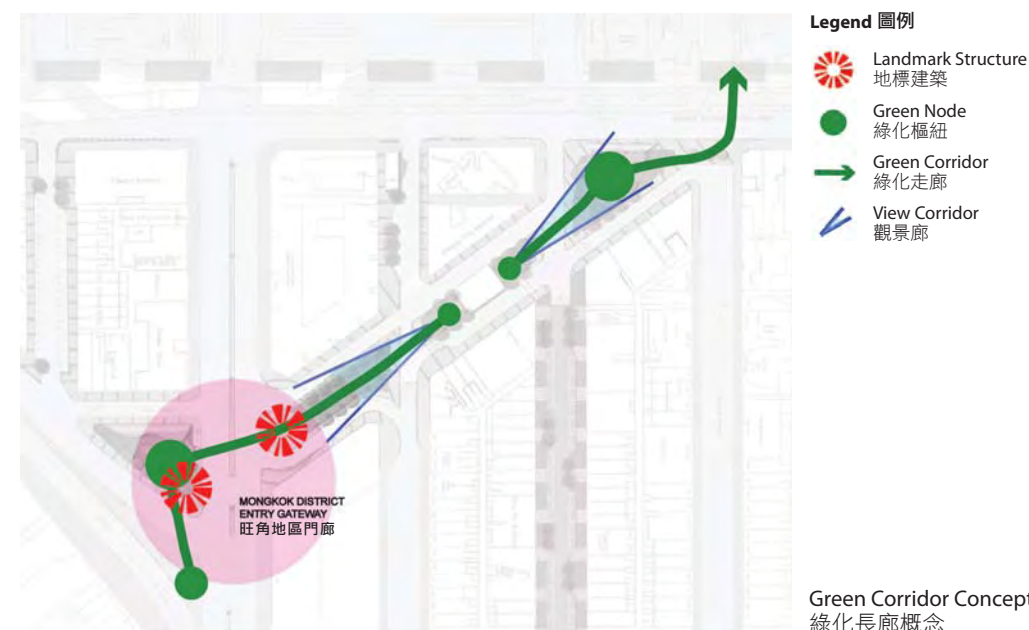 Legend 圖例
Landmark Structure
地標建築
Green Node
綠化樞紐
Green Corridor
綠化走廊
View Corridor
觀景廊
MONGKOK DISTRICT
ENTRY GATEWAY
旺角地區門廊
Green Corridor Concept
綠化長廊概念